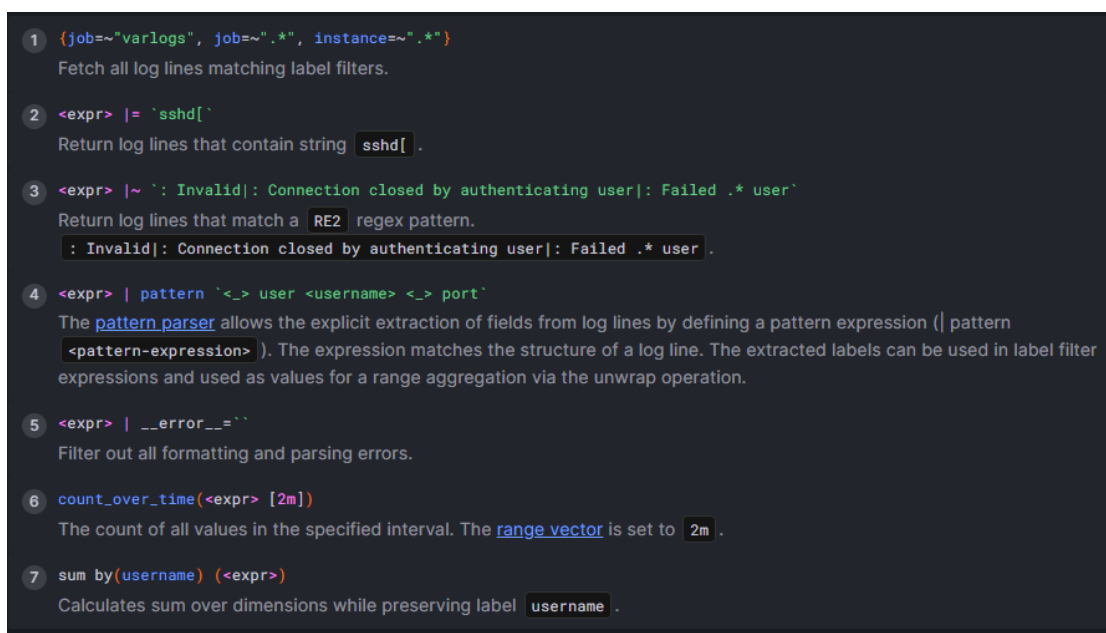 1 {job=~"varlogs", job=~".*", instance=~".*"}
Fetch all log lines matching label filters.
2 <expr> |= `sshd[`
Return log lines that contain string sshd[ .
3 <expr> |~ `: Invalid|: Connection closed by authenticating user|: Failed .* user`
Return log lines that match a RE2 regex pattern.
: Invalid|: Connection closed by authenticating user|: Failed .* user .
4 <expr> | pattern `<_> user <username> <_> port`
The pattern parser allows the explicit extraction of fields from log lines by defining a pattern expression (| pattern
<pattern-expression> ). The expression matches the structure of a log line. The extracted labels can be used in label filter
expressions and used as values for a range aggregation via the unwrap operation.
5 <expr> | __error__=``
Filter out all formatting and parsing errors.
6 count_over_time(<expr> [2m])
The count of all values in the specified interval. The range vector is set to 2m .
7 sum by(username) (<expr>)
Calculates sum over dimensions while preserving label username .